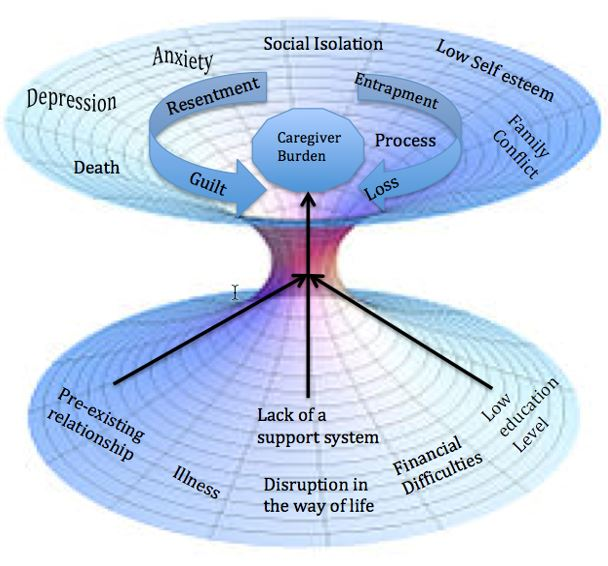 Social Isolation
Anxiety
Low Self esteem
Depression
Resentment
Entrapment
Caregiver
Burden
Process
Family
Conflict
Death
Guilt
Loss
Pre-existing
relationship
Lack of a
support system
Low
education
Level
Illness
Financial
Difficulties
Disruption in
the way of life